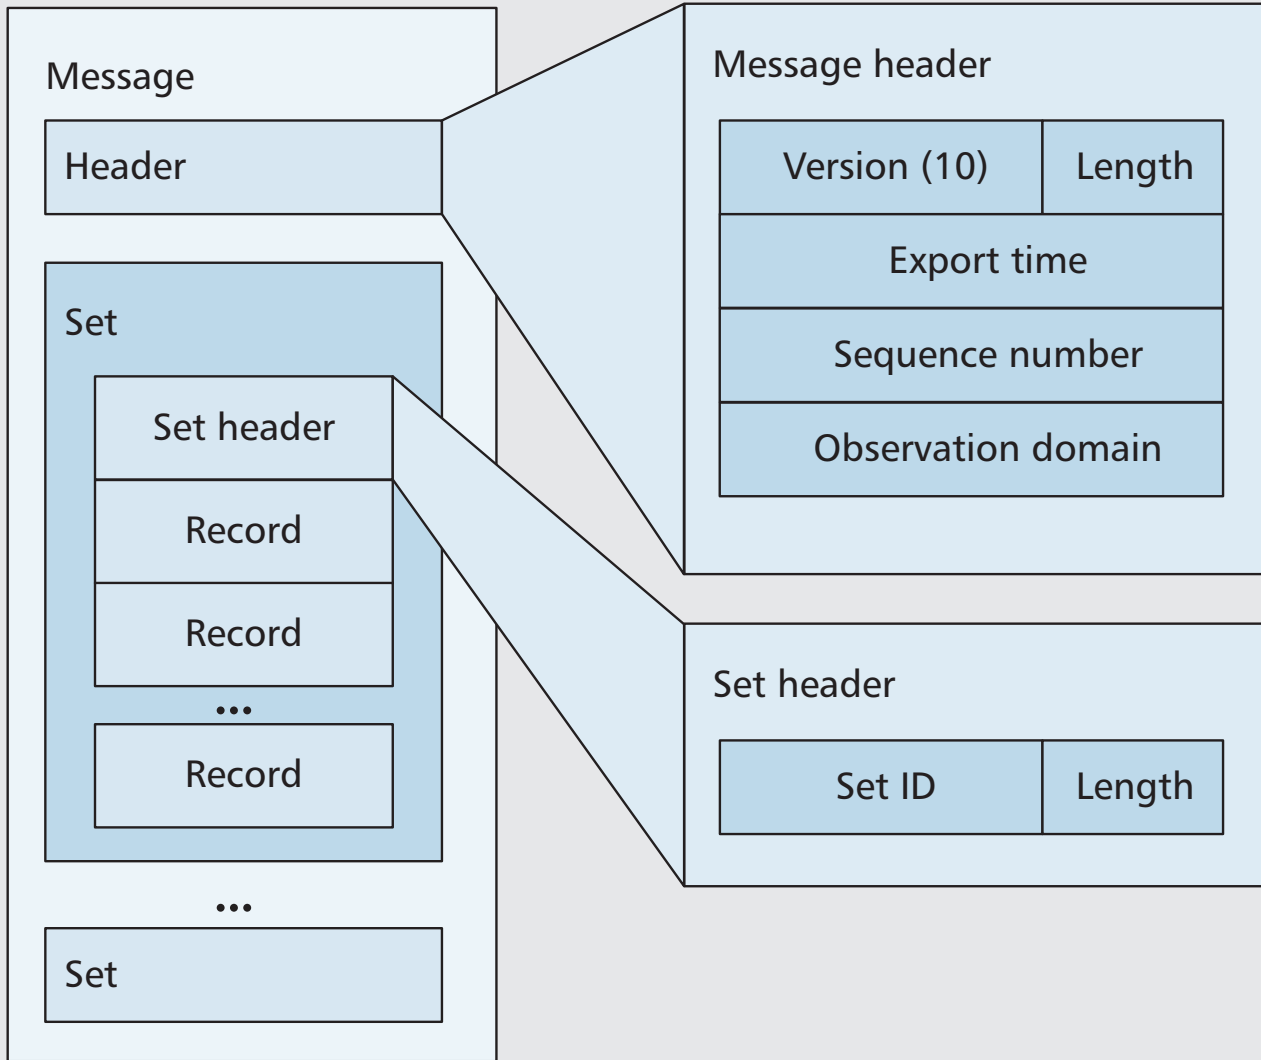 Message
Header
Set
Set header
Record
Record
...
Record
...
Set
Message header
Version (10) Length
Export time
Sequence number
Observation domain
Set header
Set ID Length